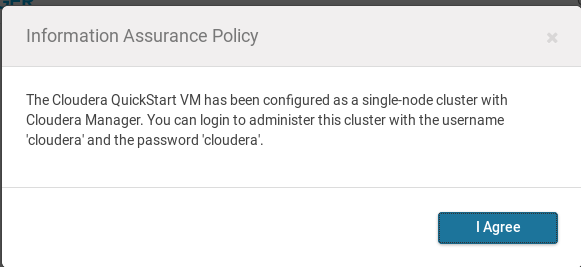 Information Assurance Policy
The Cloudera QuickStart VM has been configured as a single-node cluster with
Cloudera Manager. You can login to administer this cluster with the username
'cloudera' and the password 'cloudera'.
I Agree